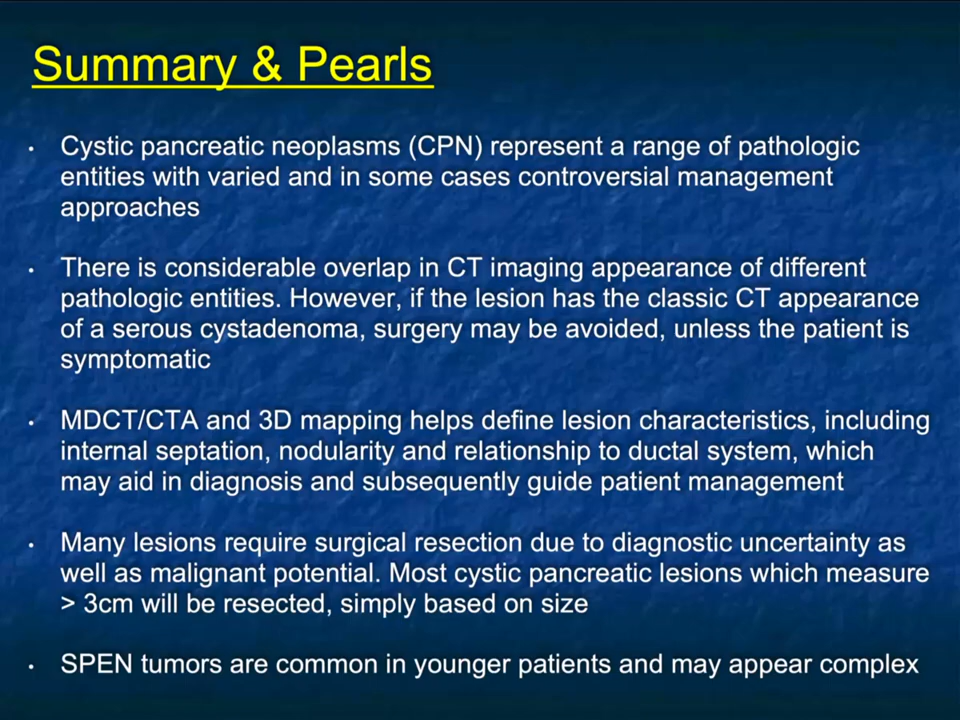 Summary & Pearls
• Cystic pancreatic neoplasms (CPN) represent a range of pathologic
entities with varied and in some cases controversial management
approaches
• There is considerable overlap in CT imaging appearance of different
pathologic entities. However, if the lesion has the classic CT appearance
of a serous cystadenoma, surgery may be avoided, unless the patient is
symptomatic
• MDCT/CTA and 3D mapping helps define lesion characteristics, including
internal septation, nodularity and relationship to ductal system, which
may aid in diagnosis and subsequently guide patient management
• Many lesions require surgical resection due to diagnostic uncertainty as
well as malignant potential. Most cystic pancreatic lesions which measure
> 3cm will be resected, simply based on size
• SPEN tumors are common in younger patients and may appear complex